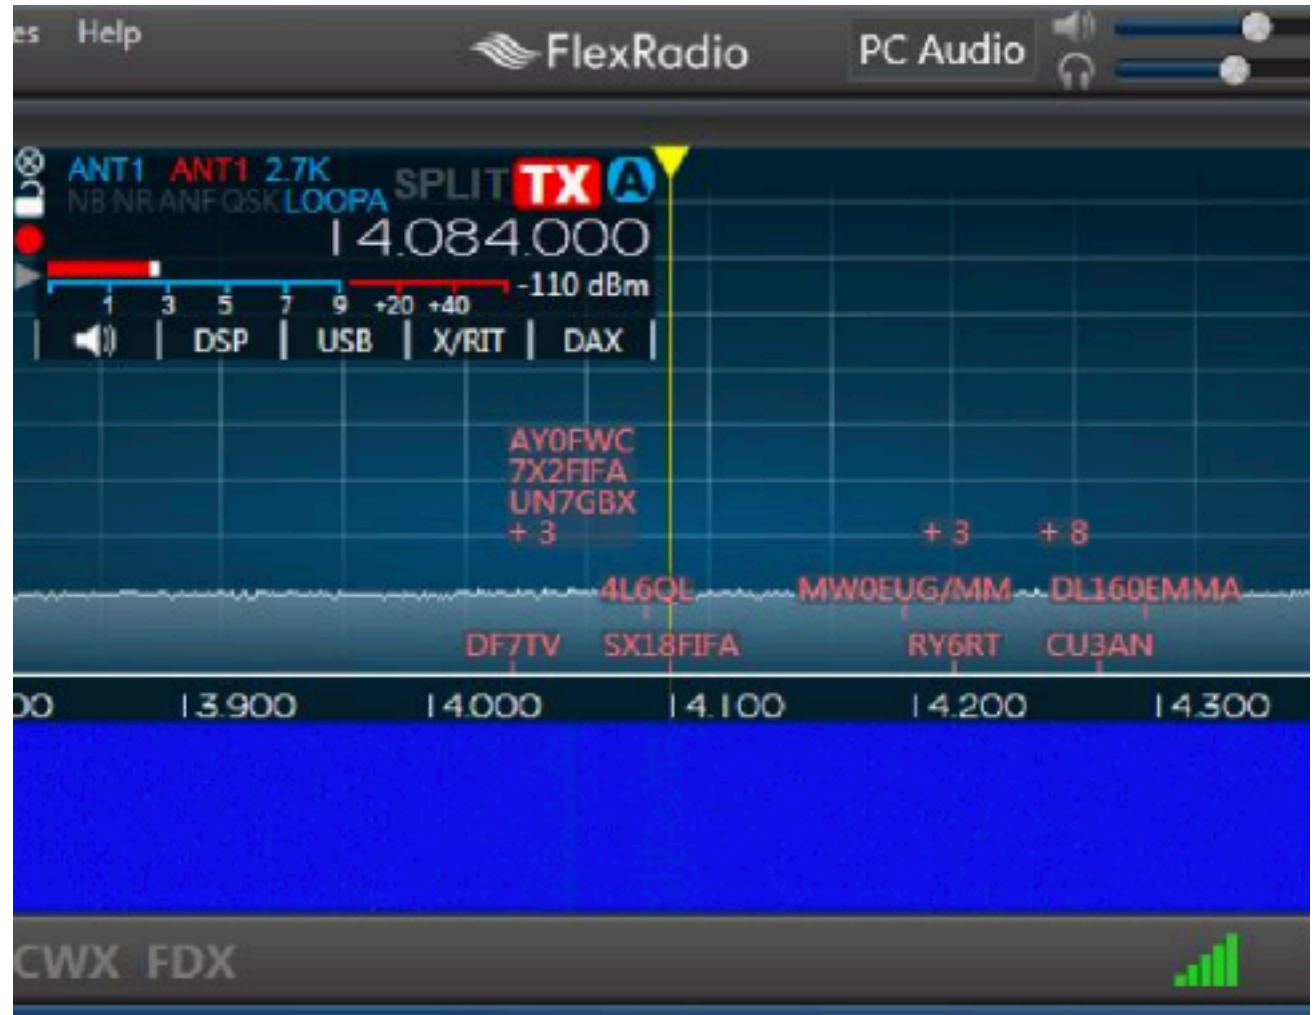 es Help
FlexRadio
PC Audio
ANT1 ANT1 2.7K SPLIT TX A
NB NR ANF QSK LOOPA
14.084.000
-110 dBm
1 3 5 7 9 +20 +40
DSP USB X/RIT DAX
AY0FWC
7X2FIFA
UN7GBX
+ 3 + 3 + 8
4L6QL MW0EUG/MM DL160EMMA
DF7TV SX18FIFA RY6RT CU3AN
00 13.900 14.000 14.100 14.200 14.300
CWX FDX